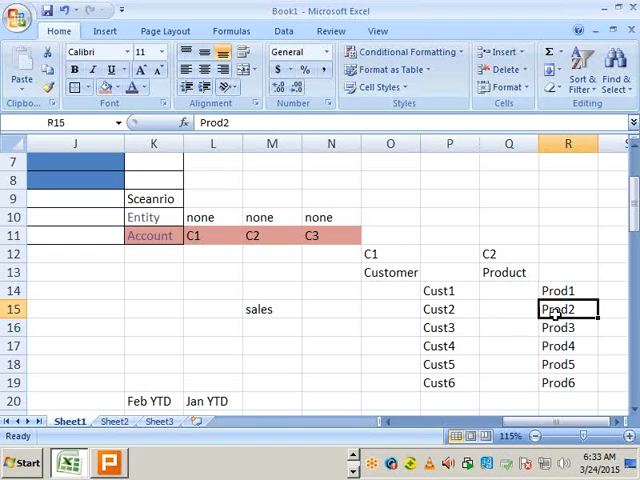 Book1 - Microsoft Excel
Home Insert Page Layout Formulas Data Review View
Calibri 11 General Conditional Formatting Insert Σ
Paste B I U A A $ % , Format as Table Delete Sort & Find &
A Cell Styles Format Filter Select
Clipboard Font Alignment Number Styles Cells Editing
R15 fx Prod2
J K L M N O P Q R
7
8
9 Sceanrio
10 Entity none none none
11 Account C1 C2 C3
12 C1 C2
13 Customer Product
14 Cust1 Prod1
15 sales Cust2 Prod2
16 Cust3 Prod3
17 Cust4 Prod4
18 Cust5 Prod5
19 Cust6 Prod6
20 Feb YTD Jan YTD
Sheet1 Sheet2 Sheet3
Ready 115%
Start 6:33 AM
3/24/2015